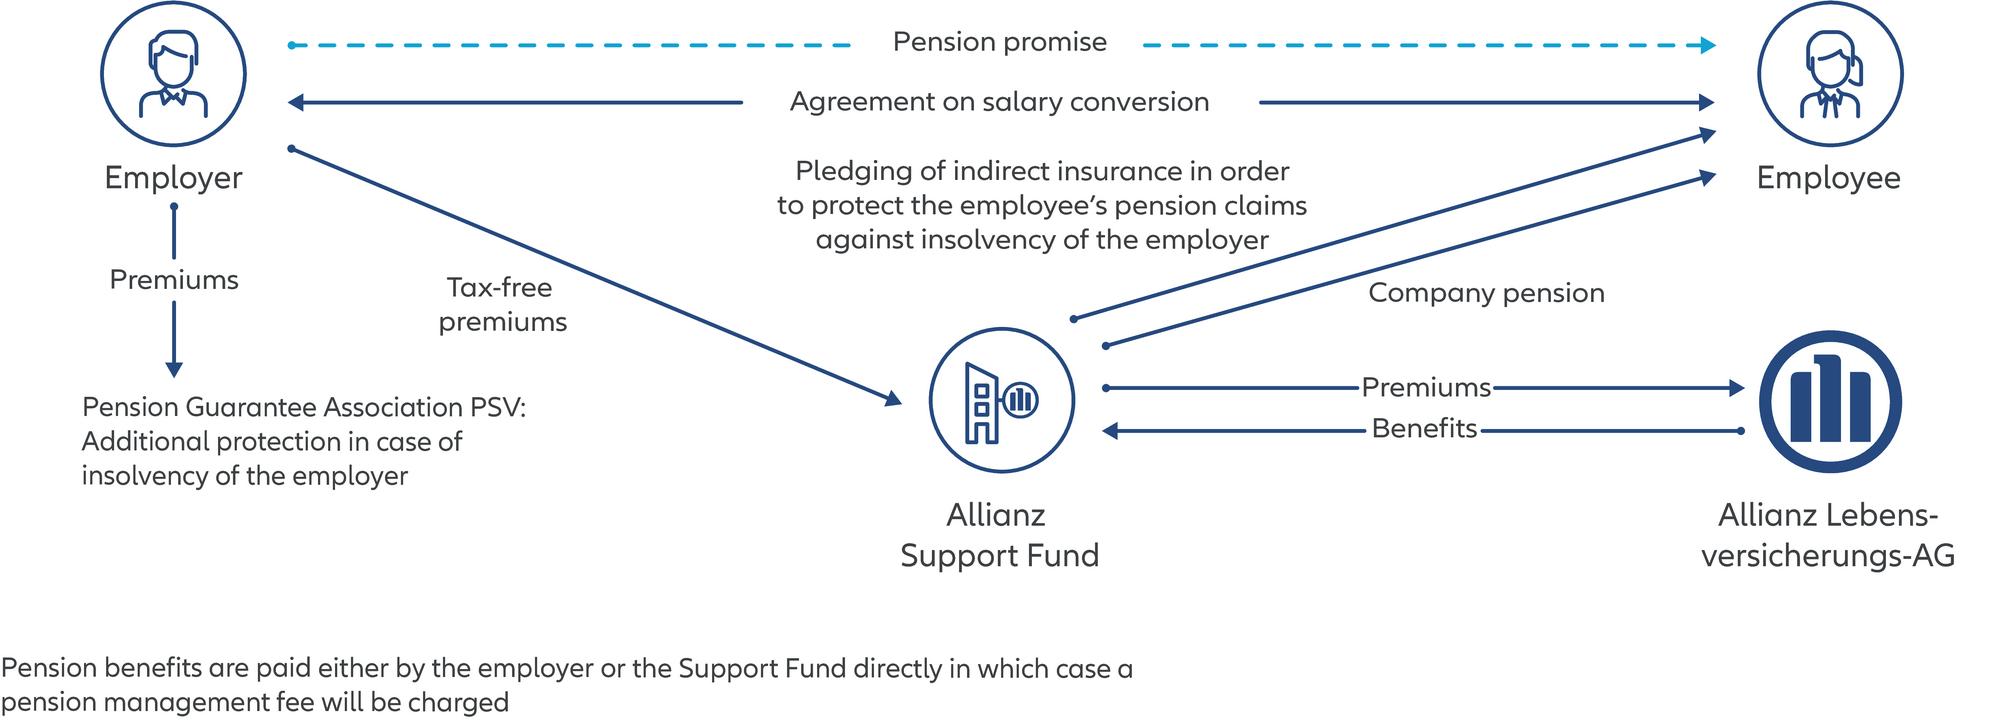 Pension promise
Agreement on salary conversion
Employer
Employee
Pledging of indirect insurance in order
to protect the employee’s pension claims
against insolvency of the employer
Premiums
Tax-free
premiums
Company pension
Premiums
Benefits
Pension Guarantee Association PSV:
Additional protection in case of
insolvency of the employer
Allianz
Support Fund
Allianz Lebens-
versicherungs-AG
Pension benefits are paid either by the employer or the Support Fund directly in which case a
pension management fee will be charged